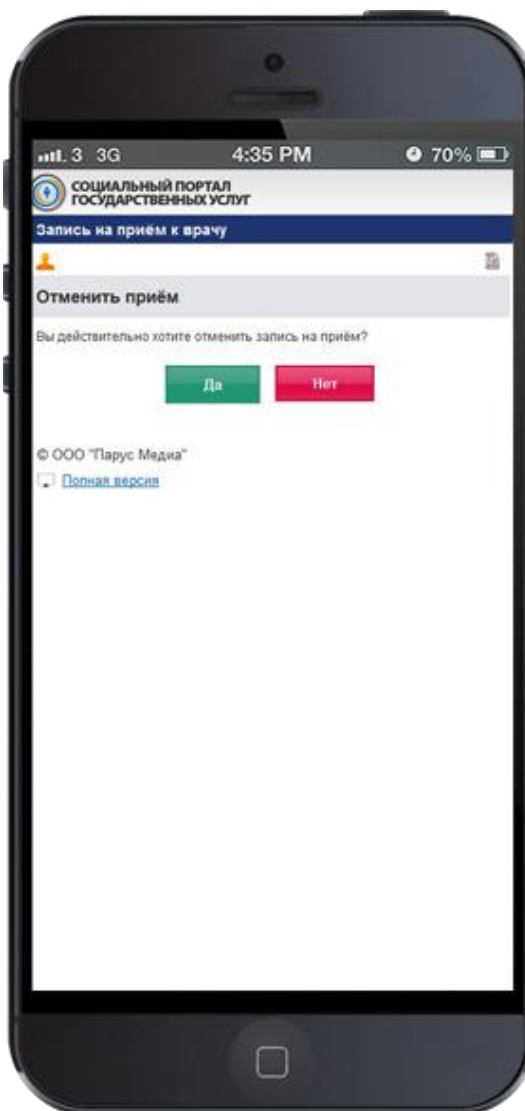 3 3G 4:35 PM 70%
СОЦИАЛЬНЫЙ ПОРТАЛ
ГОСУДАРСТВЕННЫХ УСЛУГ
Запись на приём к врачу
Отменить приём
Вы действительно хотите отменить запись на приём?
Да Нет
© ООО "Парус Медиа"
Полная версия